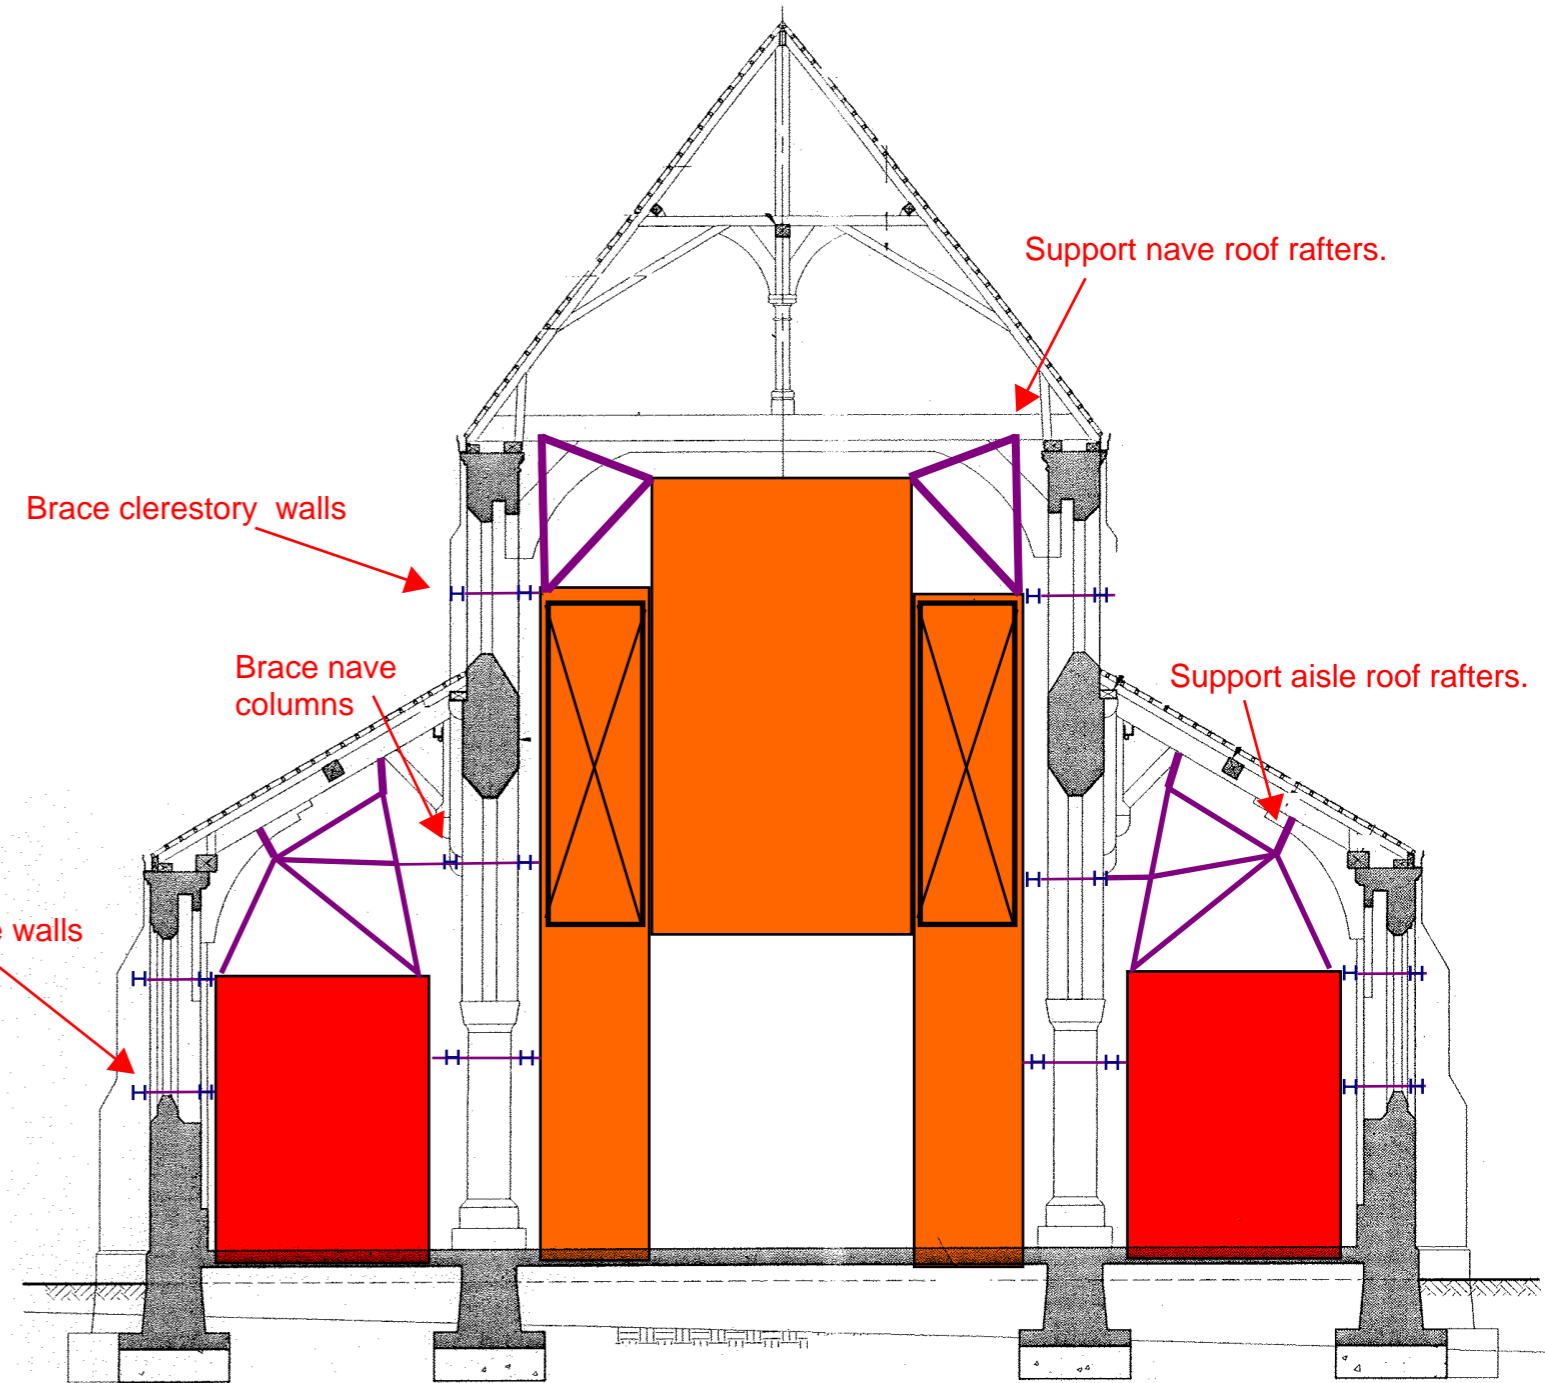 Support nave roof rafters.
Brace clerestory walls
Brace nave
columns
Support aisle roof rafters.
walls